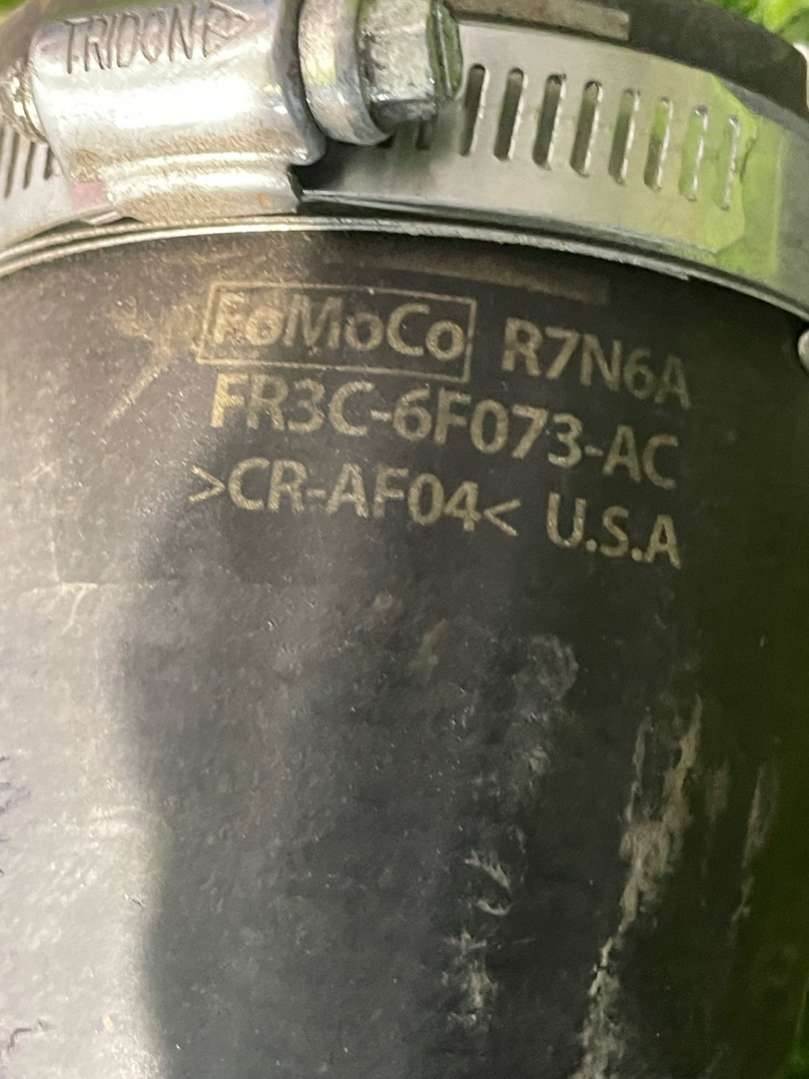 TRIDON
FoMoCo R7N6A
FR3C-6F073-AC
>CR-AF04< U.S.A